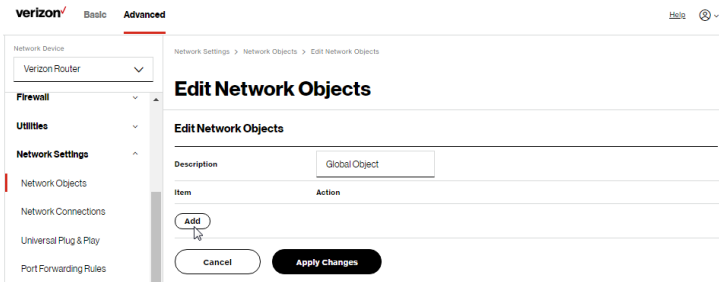 verizon✓ Basic Advanced Help
Network Device
Verizon Router
Firewall
Utilities
Network Settings
Network Objects
Network Connections
Universal Plug & Play
Port Forwarding Rules
Network Settings > Network Objects > Edit Network Objects
Edit Network Objects
Edit Network Objects
Description Global Object
Item Action
Add
Cancel Apply Changes